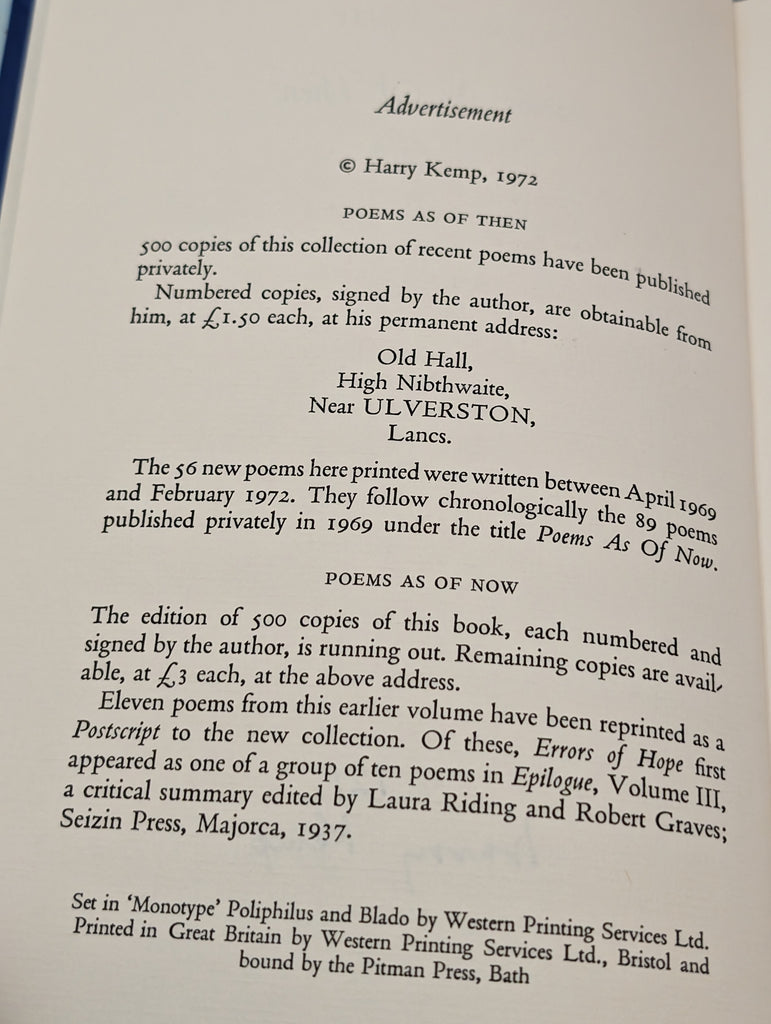 Advertisement
© Harry Kemp, 1972
POEMS AS OF THEN
500 copies of this collection of recent poems have been published
privately.
Numbered copies, signed by the author, are obtainable from
him, at £1.50 each, at his permanent address:
Old Hall,
High Nibthwaite,
Near ULVERSTON,
Lancs.
The 56 new poems here printed were written between April 1969
and February 1972. They follow chronologically the 89 poems
published privately in 1969 under the title Poems As Of Now.
POEMS AS OF NOW
The edition of 500 copies of this book, each numbered and
signed by the author, is running out. Remaining copies are avail-
able, at £3 each, at the above address.
Eleven poems from this earlier volume have been reprinted as a
Postscript to the new collection. Of these, Errors of Hope first
appeared as one of a group of ten poems in Epilogue, Volume III,
a critical summary edited by Laura Riding and Robert Graves;
Seizin Press, Majorca, 1937.
Set in ‘Monotype’ Poliphilus and Blado by Western Printing Services Ltd.
Printed in Great Britain by Western Printing Services Ltd., Bristol and
bound by the Pitman Press, Bath